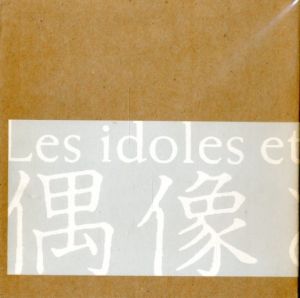 Les idoles et
偶像